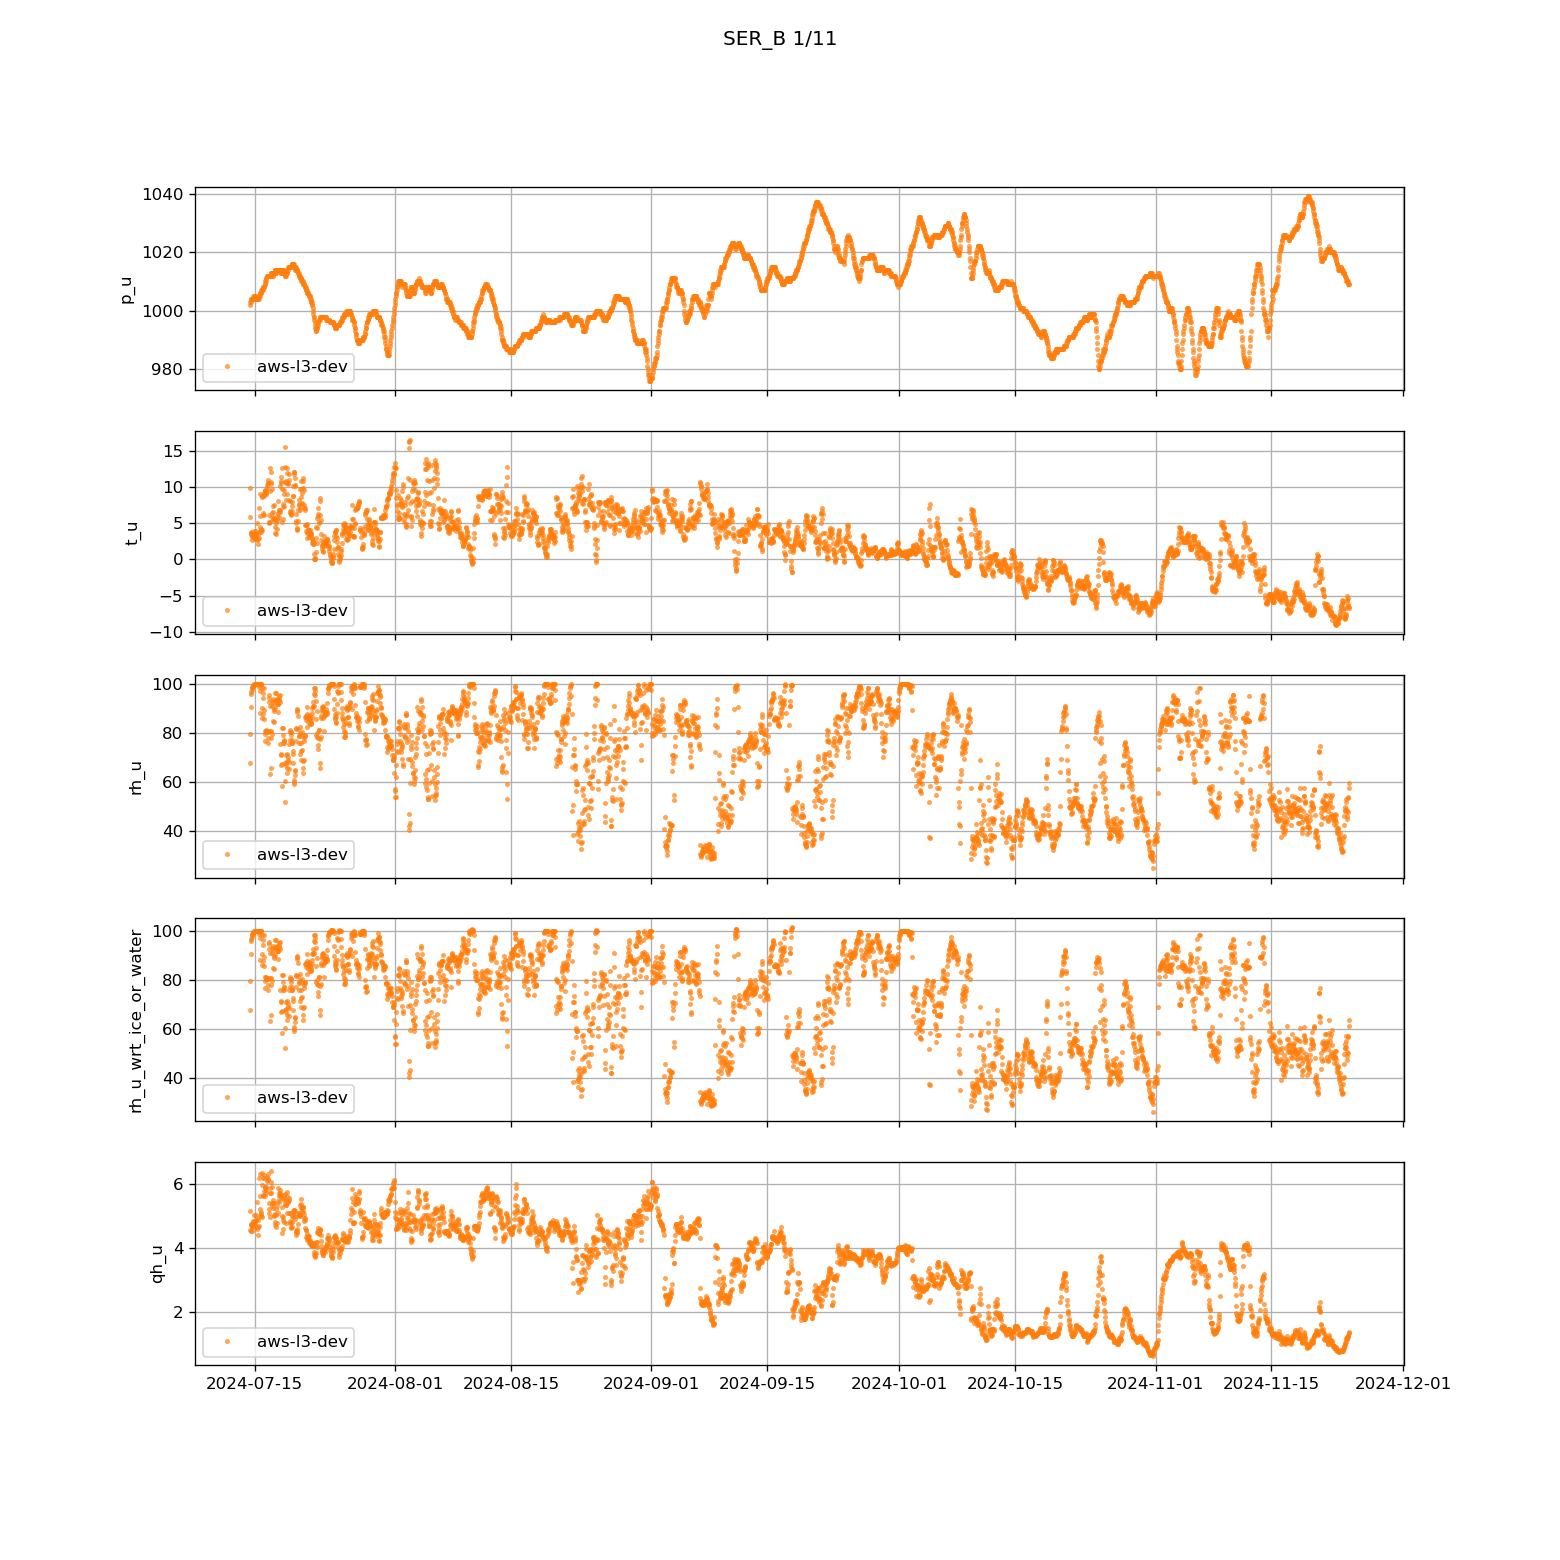 SER_B 1/11
1040
1020
1000
980
p_u
aws-l3-dev
15
10
5
0
−5
−10
t_u
aws-l3-dev
100
80
60
40
rh_u
aws-l3-dev
100
80
60
40
rh_u_wrt_ice_or_water
aws-l3-dev
6
4
2
qh_u
aws-l3-dev
2024-07-15 2024-08-01 2024-08-15 2024-09-01 2024-09-15 2024-10-01 2024-10-15 2024-11-01 2024-11-15 2024-12-01